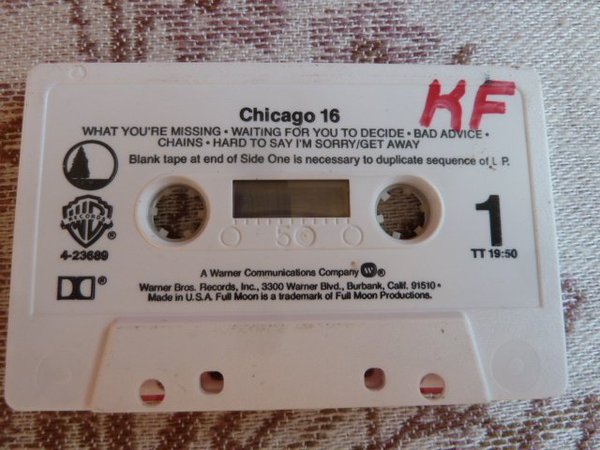 KF
Chicago 16
WHAT YOU'RE MISSING • WAITING FOR YOU TO DECIDE • BAD ADVICE •
CHAINS • HARD TO SAY I'M SORRY/GET AWAY
Blank tape at end of Side One is necessary to duplicate sequence of L P.
WB
RECORDS
®
4-23689
50
1
TT 19:50
A Warner Communications Company W ®
®
Warner Bros. Records, Inc., 3300 Warner Blvd., Burbank, Calif. 91510 •
Made in U.S.A. Full Moon is a trademark of Full Moon Productions.